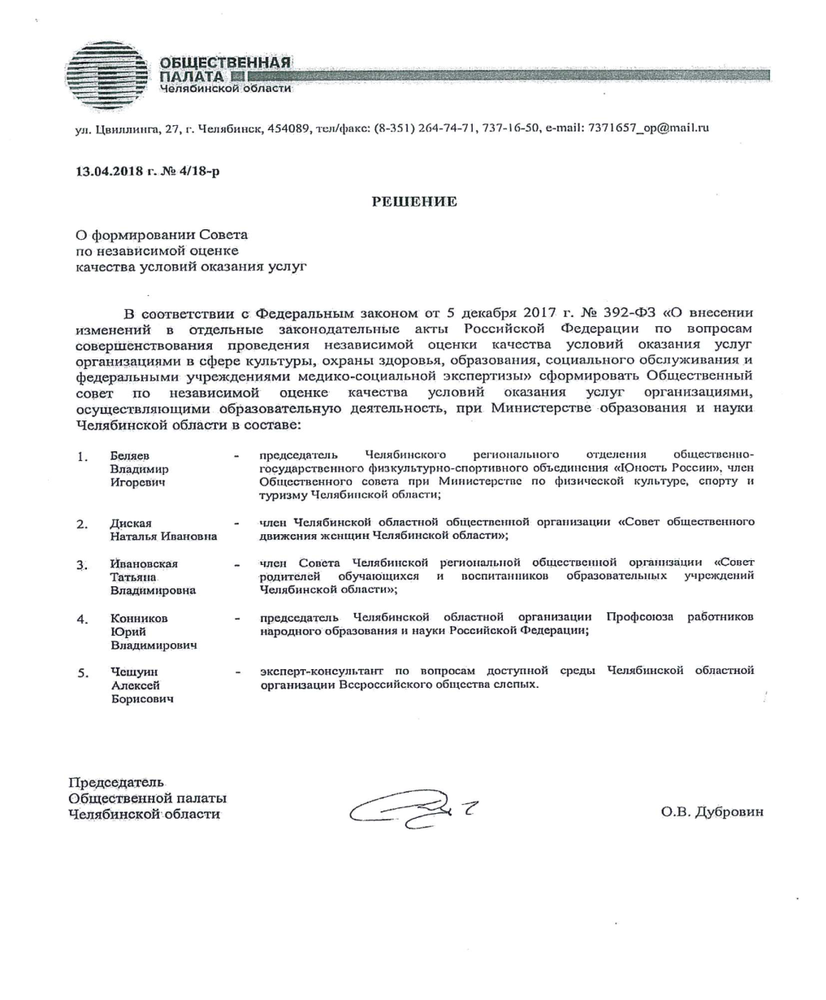 ОБЩЕСТВЕННАЯ
ПАЛАТА
Челябинской области
ул. Цвиллинга, 27, г. Челябинск, 454089, тел/факс: (8-351) 264-74-71, 737-16-50, e-mail: 7371657_op@mail.ru
13.04.2018 г. № 4/18-р
РЕШЕНИЕ
О формировании Совета
по независимой оценке
качества условий оказания услуг
В соответствии с Федеральным законом от 5 декабря 2017 г. № 392-ФЗ «О внесении
изменений в отдельные законодательные акты Российской Федерации по вопросам
совершенствования проведения независимой оценки качества условий оказания услуг
организациями в сфере культуры, охраны здоровья, образования, социального обслуживания и
федеральными учреждениями медико-социальной экспертизы» сформировать Общественный
совет по независимой оценке качества условий оказания услуг организациями,
осуществляющими образовательную деятельность, при Министерстве образования и науки
Челябинской области в составе:
1. Беляев - председатель Челябинского регионального отделения общественно-
Владимир государственного физкультурно-спортивного объединения «Юность России», член
Игоревич Общественного совета при Министерстве по физической культуре, спорту и
туризму Челябинской области;
2. Диская - член Челябинской областной общественной организации «Совет общественного
Наталья Ивановна движения женщин Челябинской области»;
3. Ивановская - член Совета Челябинской региональной общественной организации «Совет
Татьяна родителей обучающихся и воспитанников образовательных учреждений
Владимировна Челябинской области»;
4. Конников - председатель Челябинской областной организации Профсоюза работников
Юрий народного образования и науки Российской Федерации;
Владимирович
5. Чешуин - эксперт-консультант по вопросам доступной среды Челябинской областной
Алексей организации Всероссийского общества слепых.
Борисович
Председатель
Общественной палаты
Челябинской области О.В. Дубровин